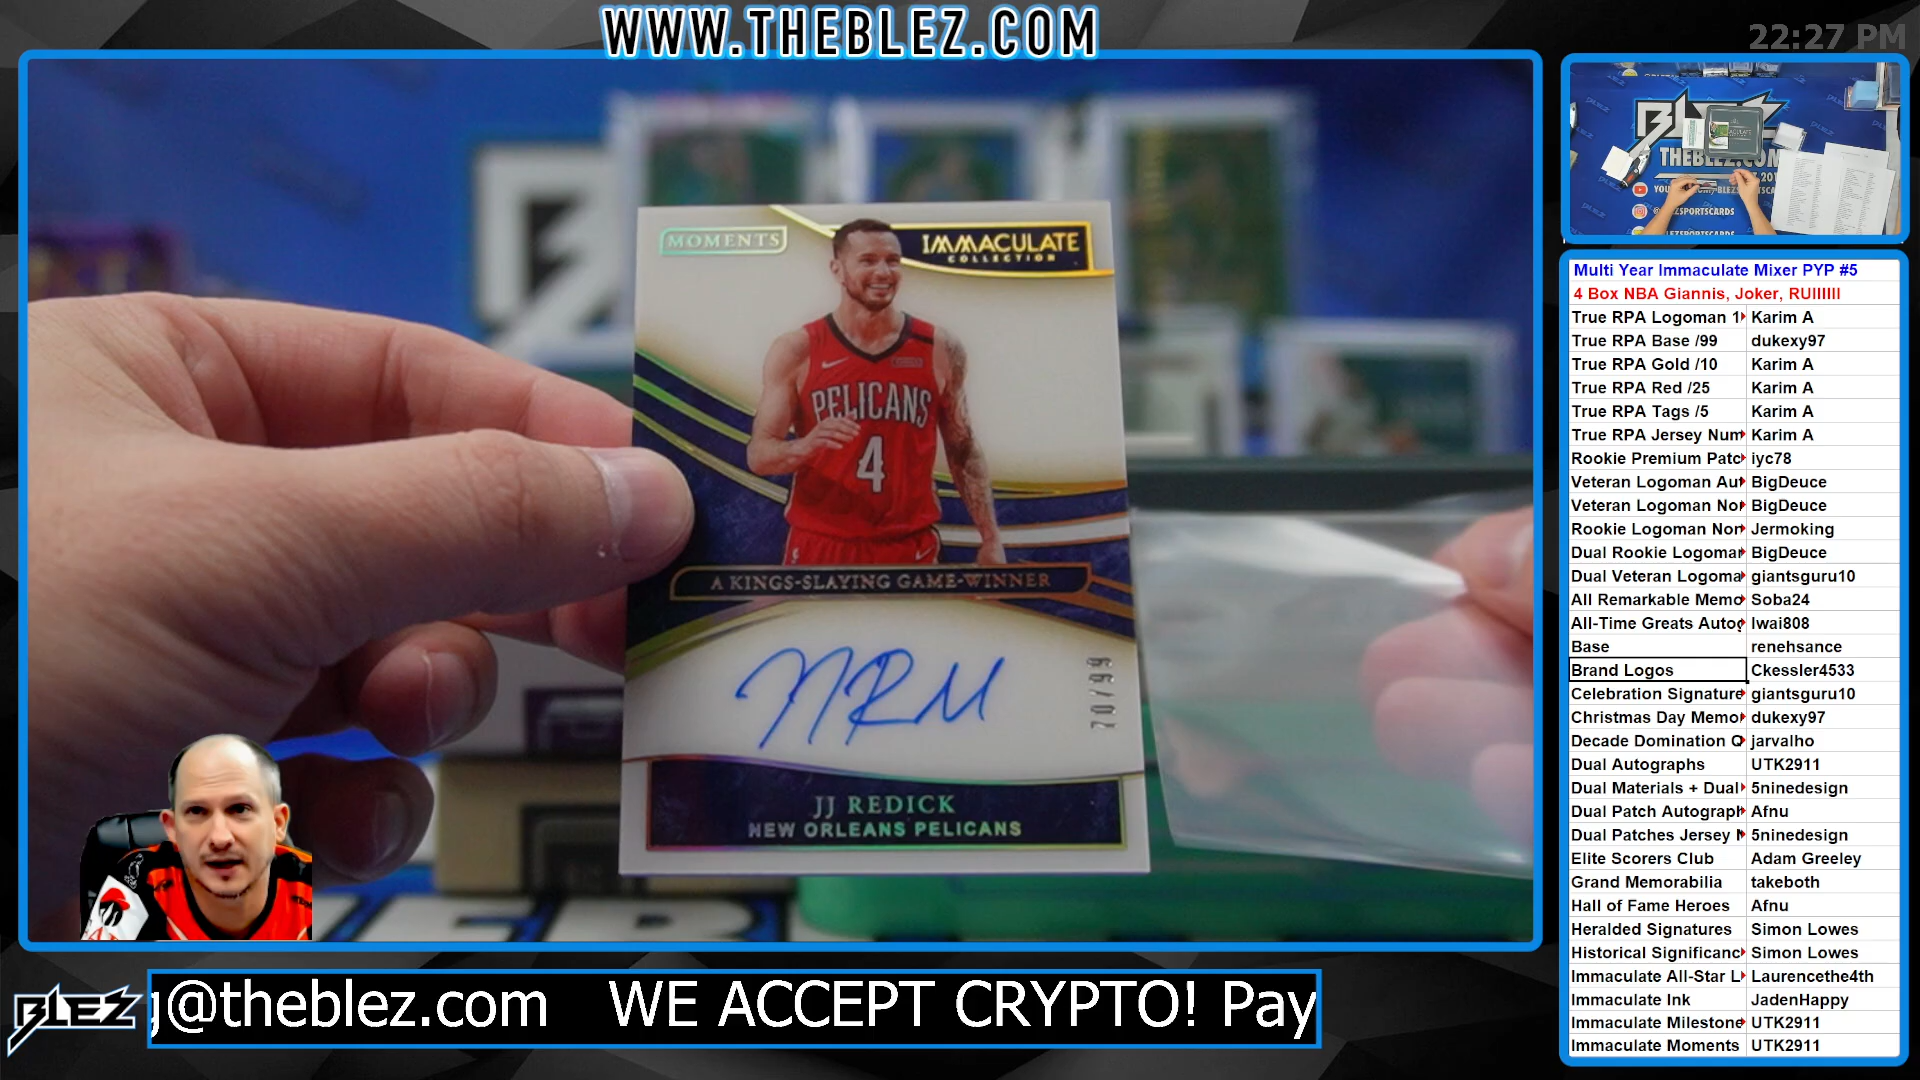 WWW.THEBLEZ.COM
22:27 PM
MOMENTS
IMMACULATE
COLLECTION
PELICANS
4
A KINGS-SLAYING GAME-WINNER
70/99
JJ REDICK
NEW ORLEANS PELICANS
BLEZ
g@theblez.com WE ACCEPT CRYPTO! Pay
THEBLEZ.COM
Multi Year Immaculate Mixer PYP #5
4 Box NBA Giannis, Joker, RUIIIIII
True RPA Logoman 1 Karim A
True RPA Base /99 dukexy97
True RPA Gold /10 Karim A
True RPA Red /25 Karim A
True RPA Tags /5 Karim A
True RPA Jersey Num Karim A
Rookie Premium Patc iyc78
Veteran Logoman Aut BigDeuce
Veteran Logoman No BigDeuce
Rookie Logoman Non Jermoking
Dual Rookie Logoman BigDeuce
Dual Veteran Logoma giantsguru10
All Remarkable Memo Soba24
All-Time Greats Autog Iwai808
Base renehsance
Brand Logos Ckessler4533
Celebration Signature giantsguru10
Christmas Day Memo dukexy97
Decade Domination Q jarvalho
Dual Autographs UTK2911
Dual Materials + Dual 5ninedesign
Dual Patch Autograph Afnu
Dual Patches Jersey 5ninedesign
Elite Scorers Club Adam Greeley
Grand Memorabilia takeboth
Hall of Fame Heroes Afnu
Heralded Signatures Simon Lowes
Historical Significanc Simon Lowes
Immaculate All-Star L Laurencethe4th
Immaculate Ink JadenHappy
Immaculate Milestone UTK2911
Immaculate Moments UTK2911